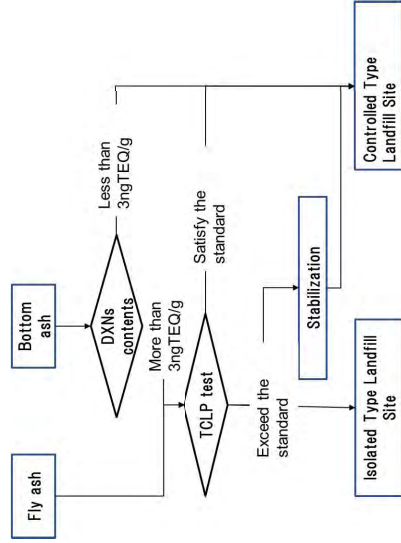 Fly ash
Bottom
ash
DXNs
contents
Less than
3ngTEQ/g
More than
3ngTEQ/g
TCLP test
Satisfy the
standard
Exceed the
standard
Stabilization
Isolated Type Landfill
Site
Controlled Type
Landfill Site